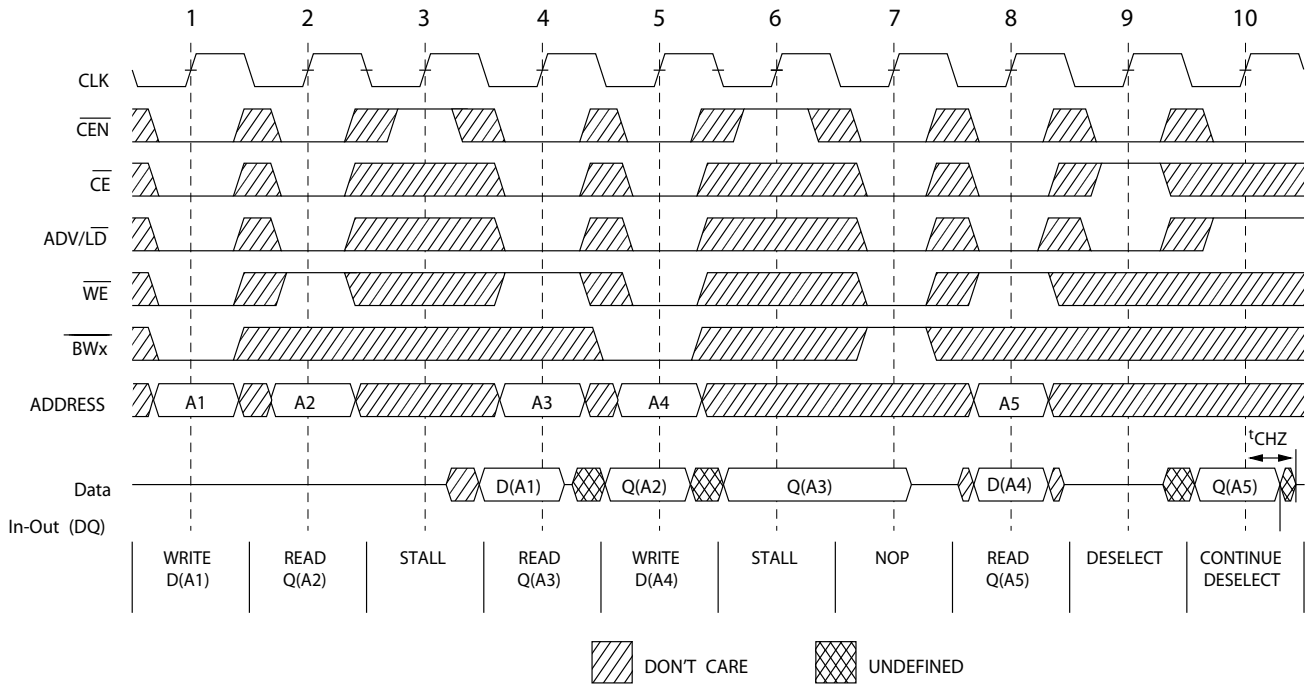 1 2 3 4 5 6 7 8 9 10
CLK
CEN
CE
ADV/LD
WE
BWx
ADDRESS A1 A2 A3 A4 A5
tCHZ
Data D(A1) Q(A2) Q(A3) D(A4) Q(A5)
In-Out (DQ)
WRITE READ STALL READ WRITE STALL NOP READ DESELECT CONTINUE
D(A1) Q(A2) Q(A3) D(A4) Q(A5) DESELECT
DON'T CARE UNDEFINED